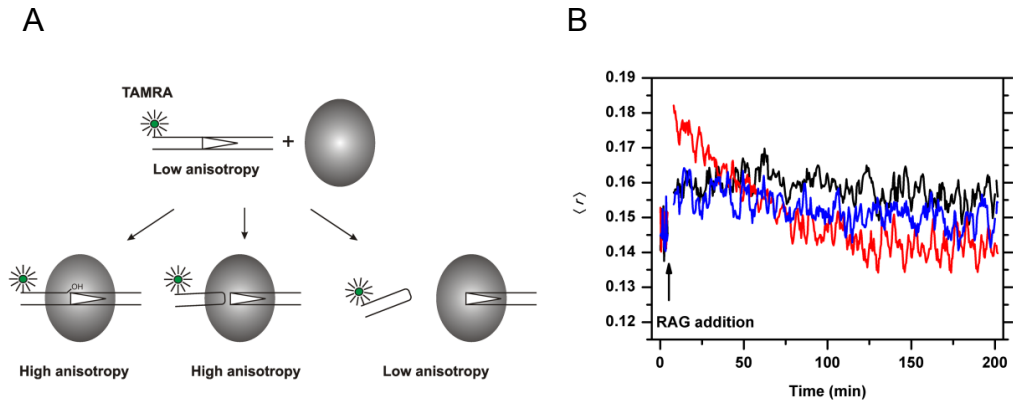 A
TAMRA
+
Low anisotropy
OH
High anisotropy
High anisotropy
Low anisotropy
B
0.19
0.18
0.17
0.16
0.15
0.14
0.13
0.12
⟨r⟩
RAG addition
0
50
100
150
200
Time (min)